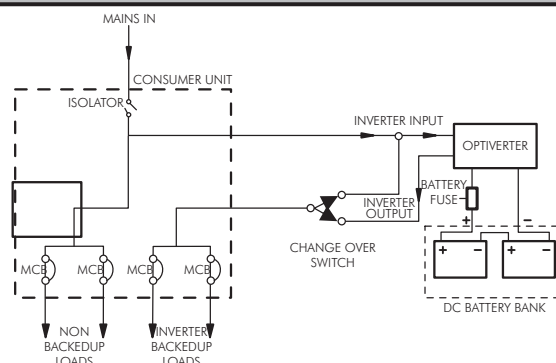 MAINS IN
CONSUMER UNIT
ISOLATOR
INVERTER INPUT
OPTIVERTER
BATTERY
FUSE
INVERTER
OUTPUT
+
−
CHANGE OVER
SWITCH
+ − + −
MCB MCB MCB MCB
DC BATTERY BANK
NON
BACKEDUP
LOADS
INVERTER
BACKEDUP
LOADS